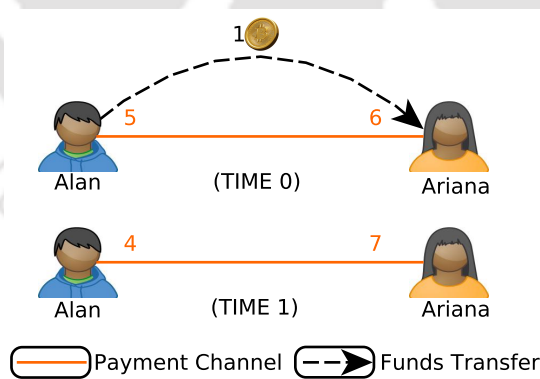 1
5 6
Alan (TIME 0) Ariana
4 7
Alan (TIME 1) Ariana
Payment Channel Funds Transfer